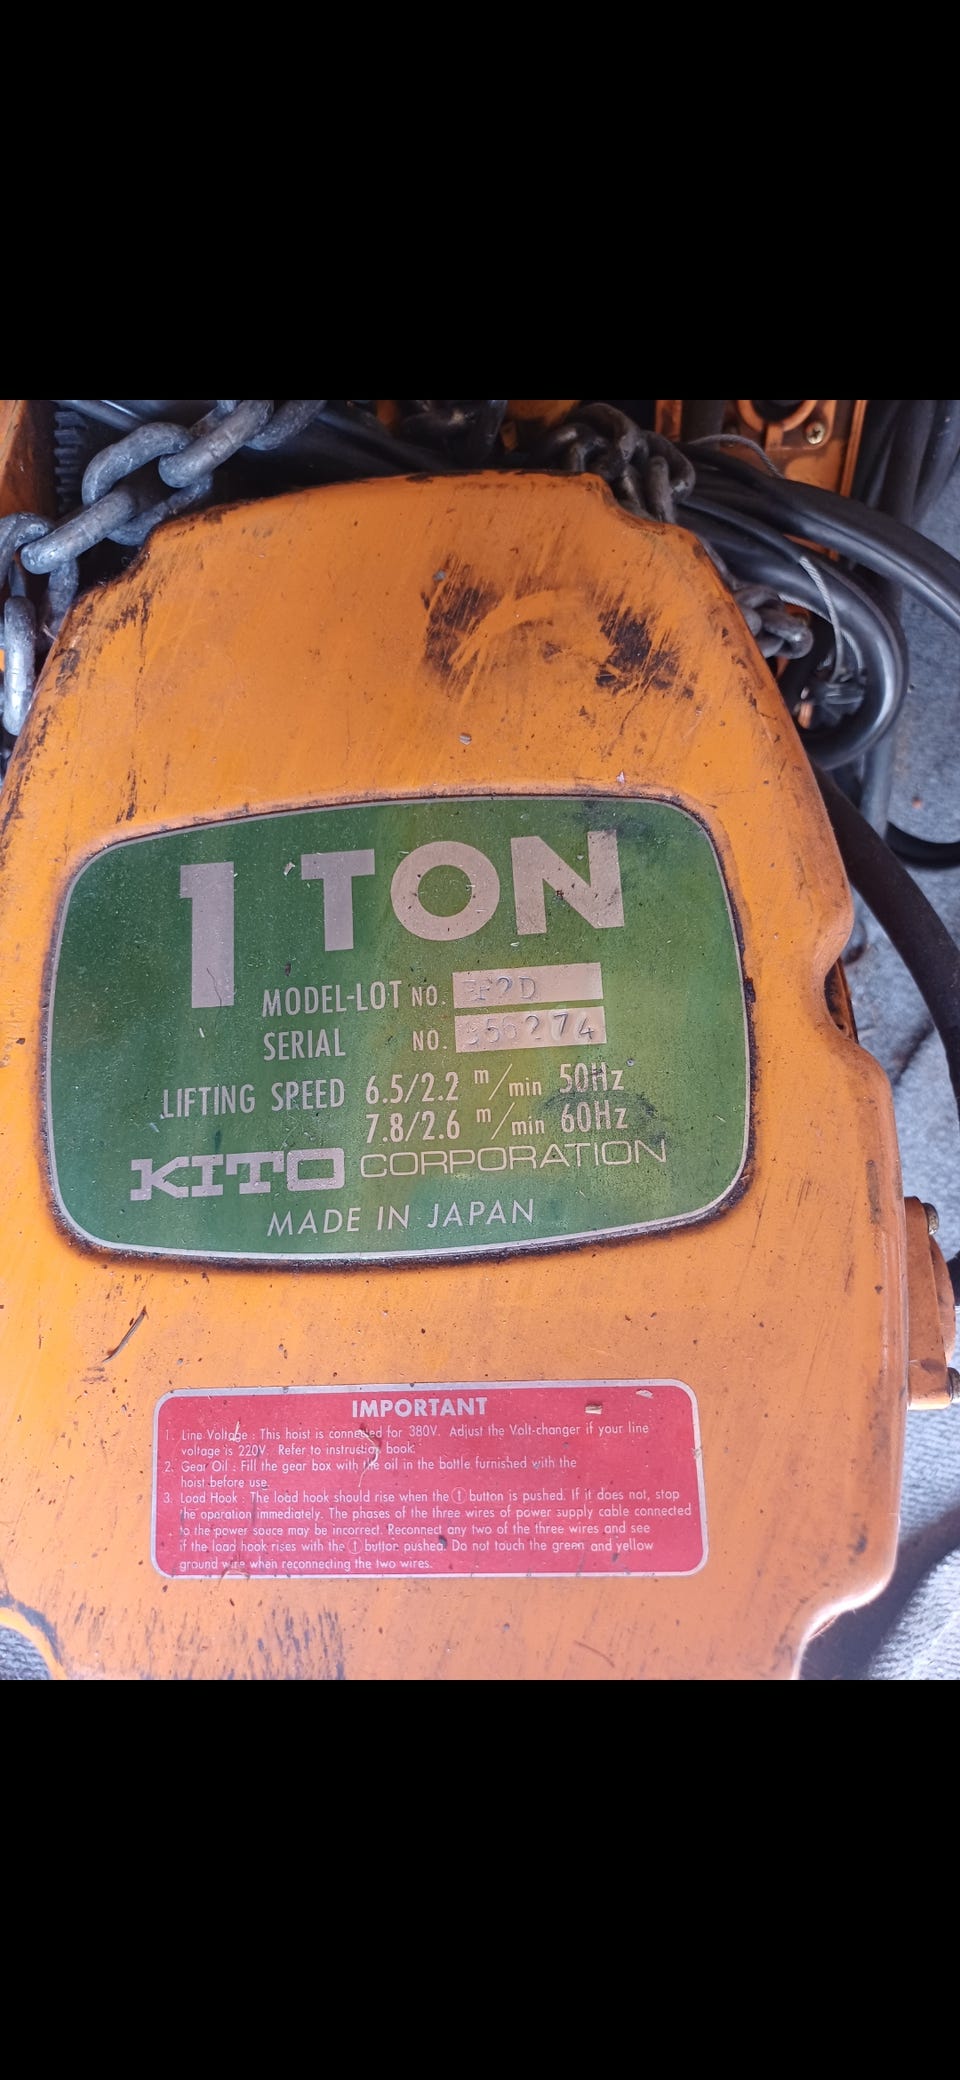 1 TON
MODEL-LOT NO.
SERIAL NO.
LIFTING SPEED 6.5/2.2 m/min 50Hz
7.8/2.6 m/min 60Hz
KITO CORPORATION
MADE IN JAPAN
IMPORTANT
1. Line Voltage : This hoist is connected for 380V. Adjust the Volt-changer if your line
voltage is 220V. Refer to instruction book.
2. Gear Oil : Fill the gear box with the oil in the bottle furnished with the
hoist before use.
3. Load Hook : The load hook should rise when the ↑ button is pushed. If it does not, stop
the operation immediately. The phases of the three wires of power supply cable connected
to the power souce may be incorrect. Reconnect any two of the three wires and see
if the load hook rises with the ↑ button pushed. Do not touch the green and yellow
ground wire when reconnecting the two wires.